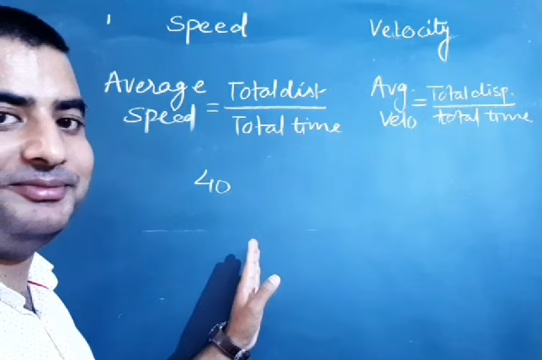 Speed
Velocity
Average Speed = Total dist / Total time
Avg. Velo = Total disp. / total time
40